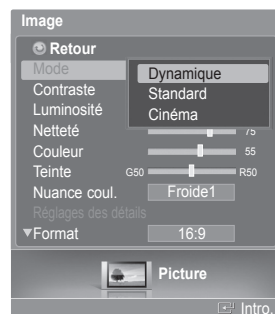 Image
Retour
Mode
Dynamique
Contraste
Standard
Luminosité
Cinéma
Netteté
75
Couleur
55
Teinte G50 R50
Nuance coul. Froide1
Réglages des détails
▼Format 16:9
Picture
Intro.